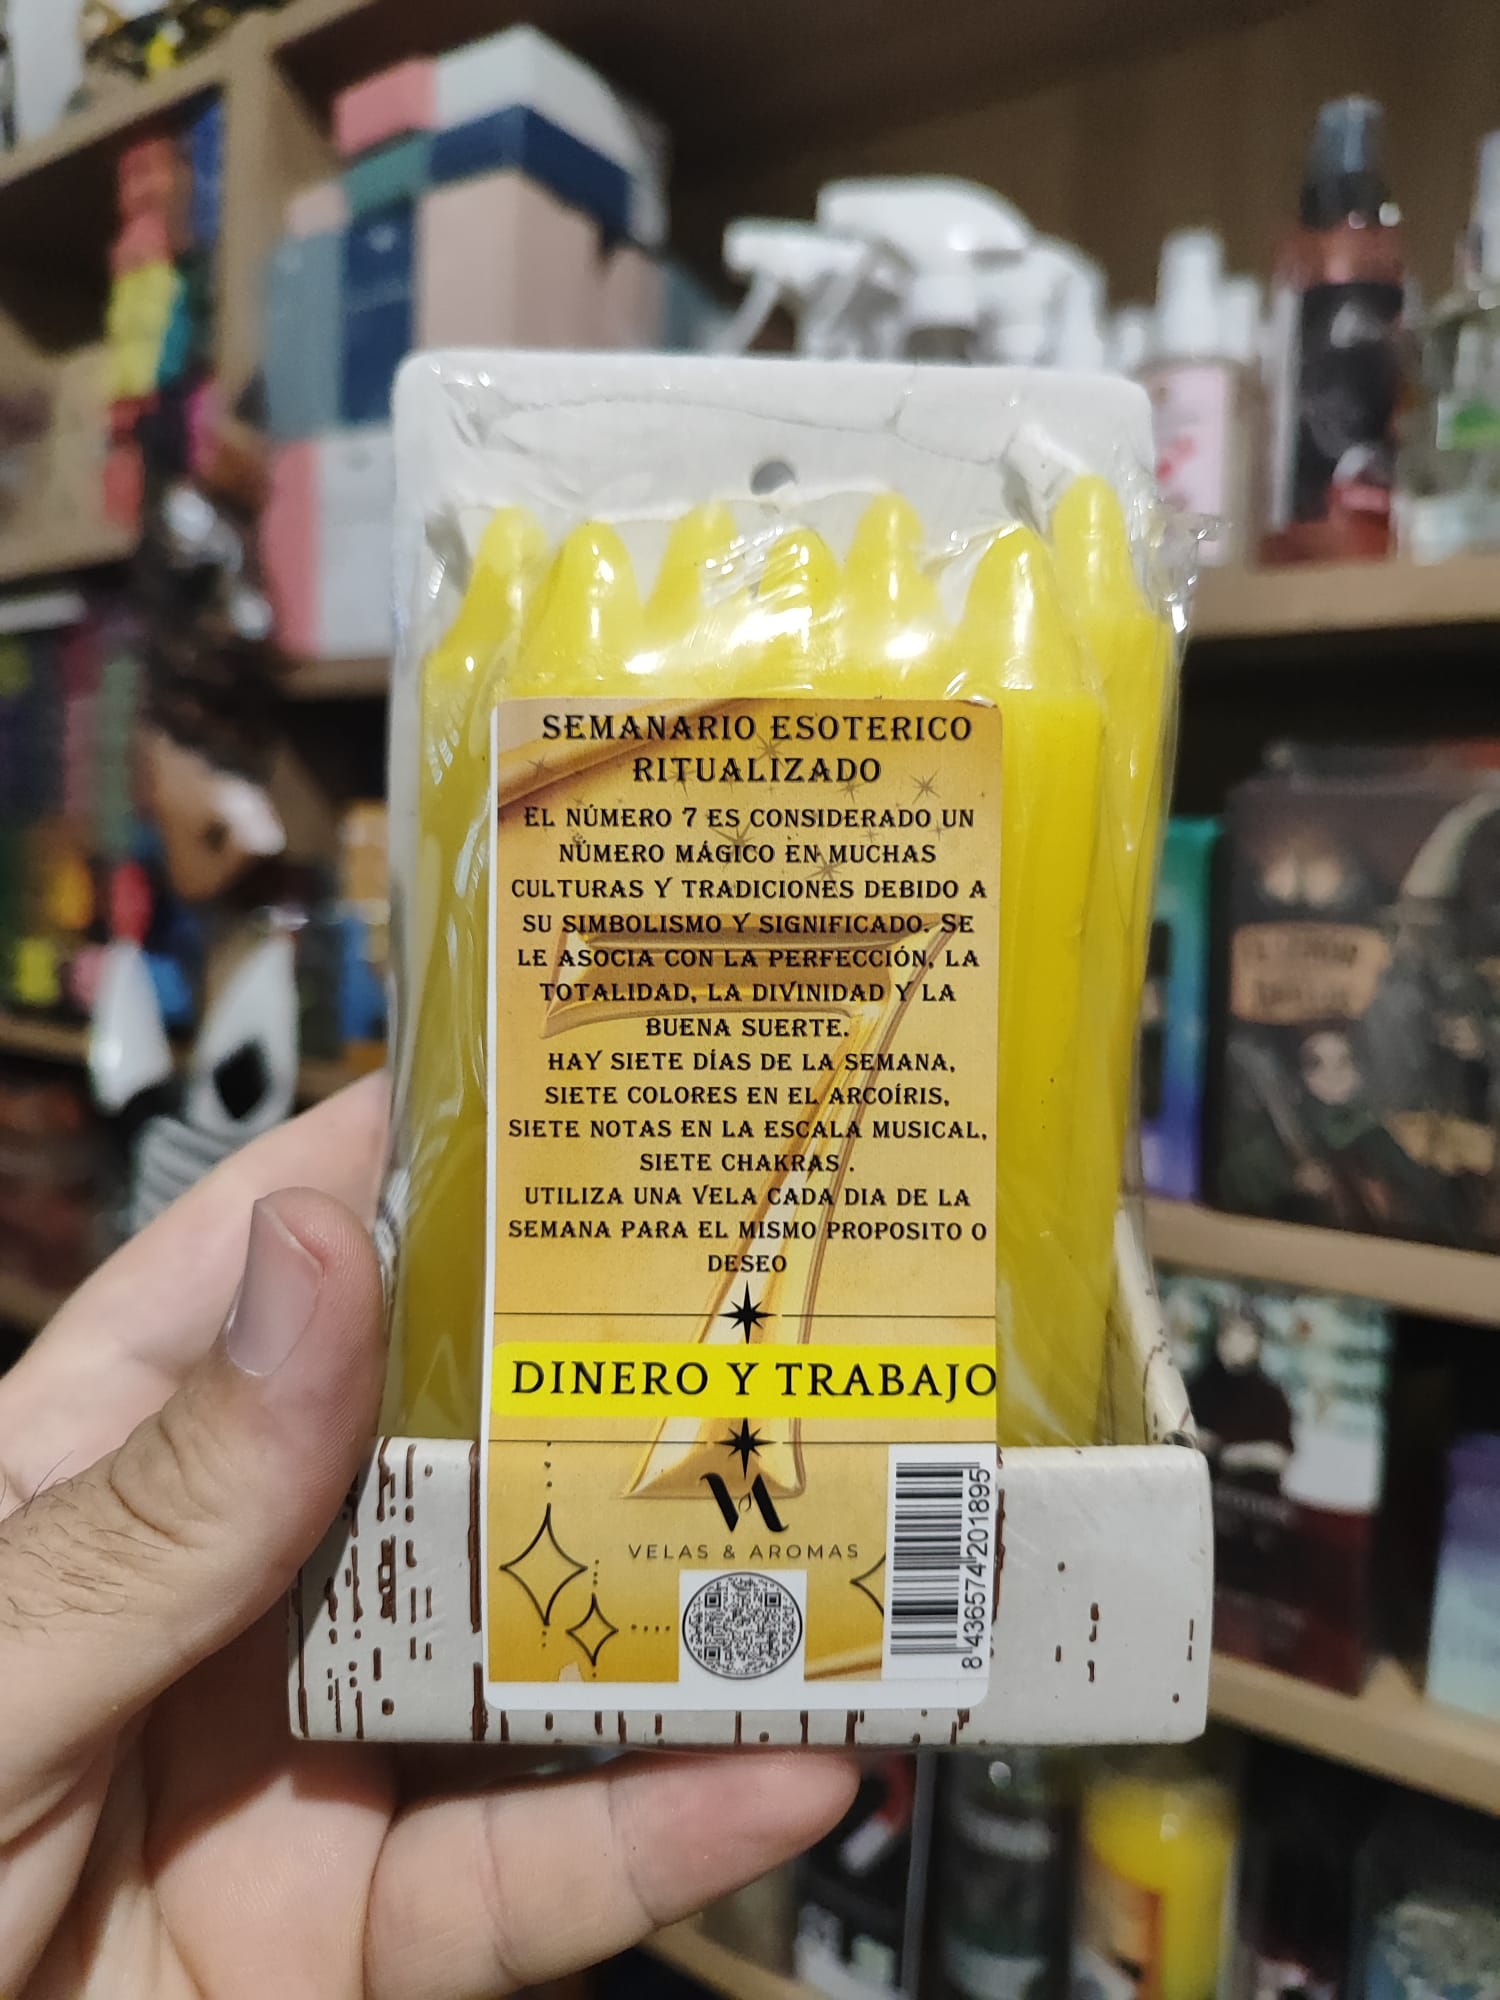 SEMANARIO ESOTERICO
RITUALIZADO
EL NÚMERO 7 ES CONSIDERADO UN
NÚMERO MÁGICO EN MUCHAS
CULTURAS Y TRADICIONES DEBIDO A
SU SIMBOLISMO Y SIGNIFICADO. SE
LE ASOCIA CON LA PERFECCIÓN, LA
TOTALIDAD, LA DIVINIDAD Y LA
BUENA SUERTE.
HAY SIETE DÍAS DE LA SEMANA,
SIETE COLORES EN EL ARCOÍRIS,
SIETE NOTAS EN LA ESCALA MUSICAL,
SIETE CHAKRAS .
UTILIZA UNA VELA CADA DIA DE LA
SEMANA PARA EL MISMO PROPOSITO O
DESEO
DINERO Y TRABAJO
VA
VELAS & AROMAS
8 436574 201895